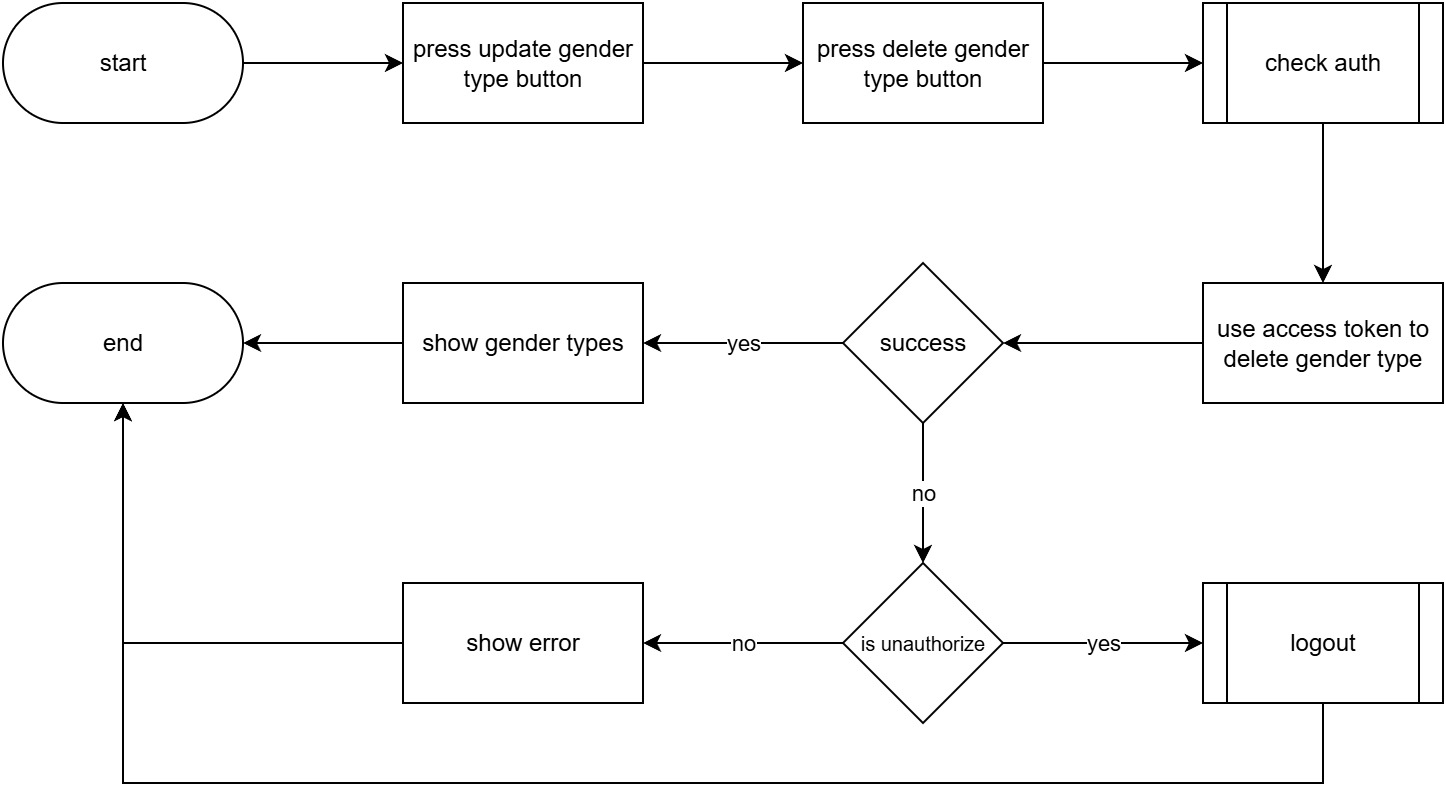 start
press update gender
type button
press delete gender
type button
check auth
end
show gender types
yes
success
use access token to
delete gender type
no
show error
no
is unauthorize
yes
logout